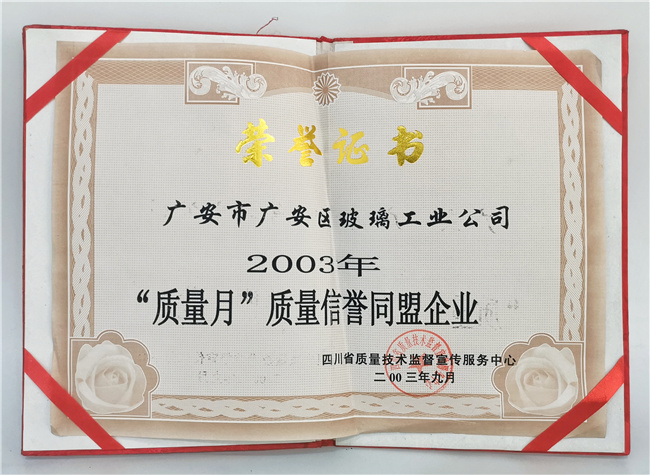 荣誉证书
广安市广安区玻璃工业公司
2003年
“质量月”质量信誉同盟企业
四川省质量技术监督宣传服务中心
二00三年九月